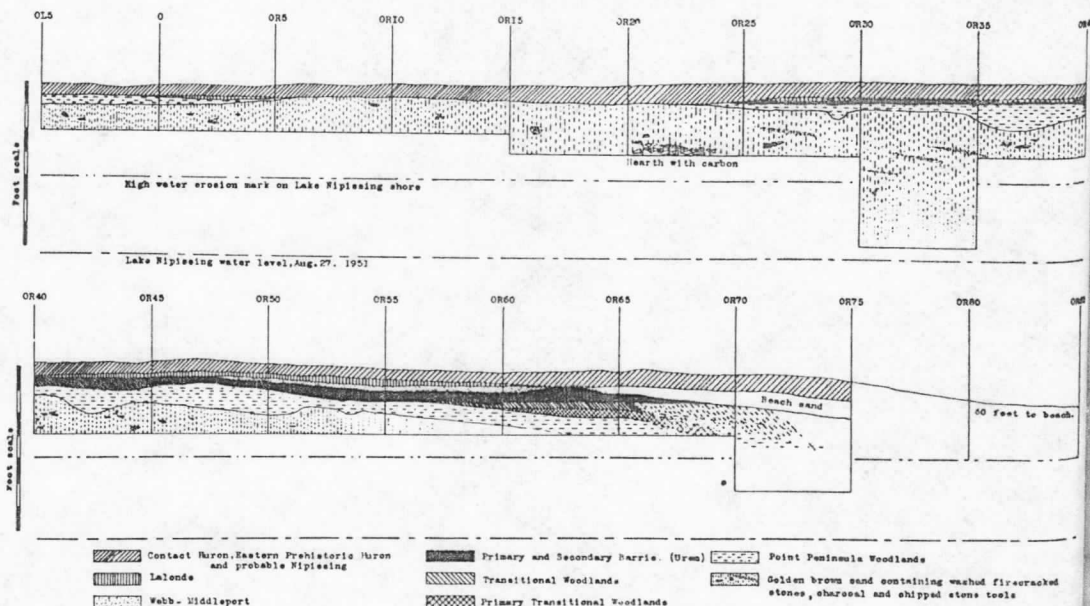 OL5 0 OR5 OR10 OR15 OR20 OR25 OR30 OR35
Foot scale
Hearth with carbon
High water erosion mark on Lake Nipissing shore
Lake Nipissing water level, Aug. 27. 1951
OR40 OR45 OR50 OR55 OR60 OR65 OR70 OR75 OR80
Foot scale
Beach sand
60 feet to beach.
Contact Huron, Eastern Prehistoric Huron
and probable Nipissing
Lalonde
Webb - Middleport
Primary and Secondary Barrie. (Uren)
Transitional Woodlands
Primary Transitional Woodlands
Point Peninsula Woodlands
Golden brown sand containing washed firecracked
stones, charcoal and chipped stone tools